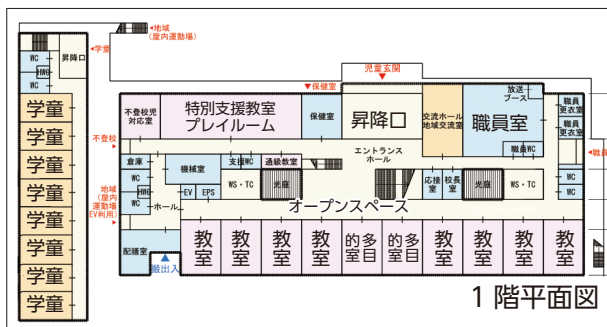 地域
(屋内運動場)
学童
昇降口
WC
HWC
WC
学童
学童
学童
学童
学童
学童
学童
学童
児童玄関
保健室
不登校
地域
(屋内
運動場
EV利用)
不登校児
対応室
特別支援教室
プレイルーム
保健室
昇降口
交流ホール
地域交流室
放送
ブース
職員室
職員WC
職員
更衣室
職員
更衣室
エントランス
ホール
倉庫
WC
HWC
WC
機械室
支援WC
通級教室
EV
EPS
WS・TC
光庭
応接室
校長室
光庭
WS・TC
WC
WC
ホール
オープンスペース
配膳室
搬出入
教室
教室
教室
教室
多目的室
多目的室
教室
教室
教室
教室
1階平面図